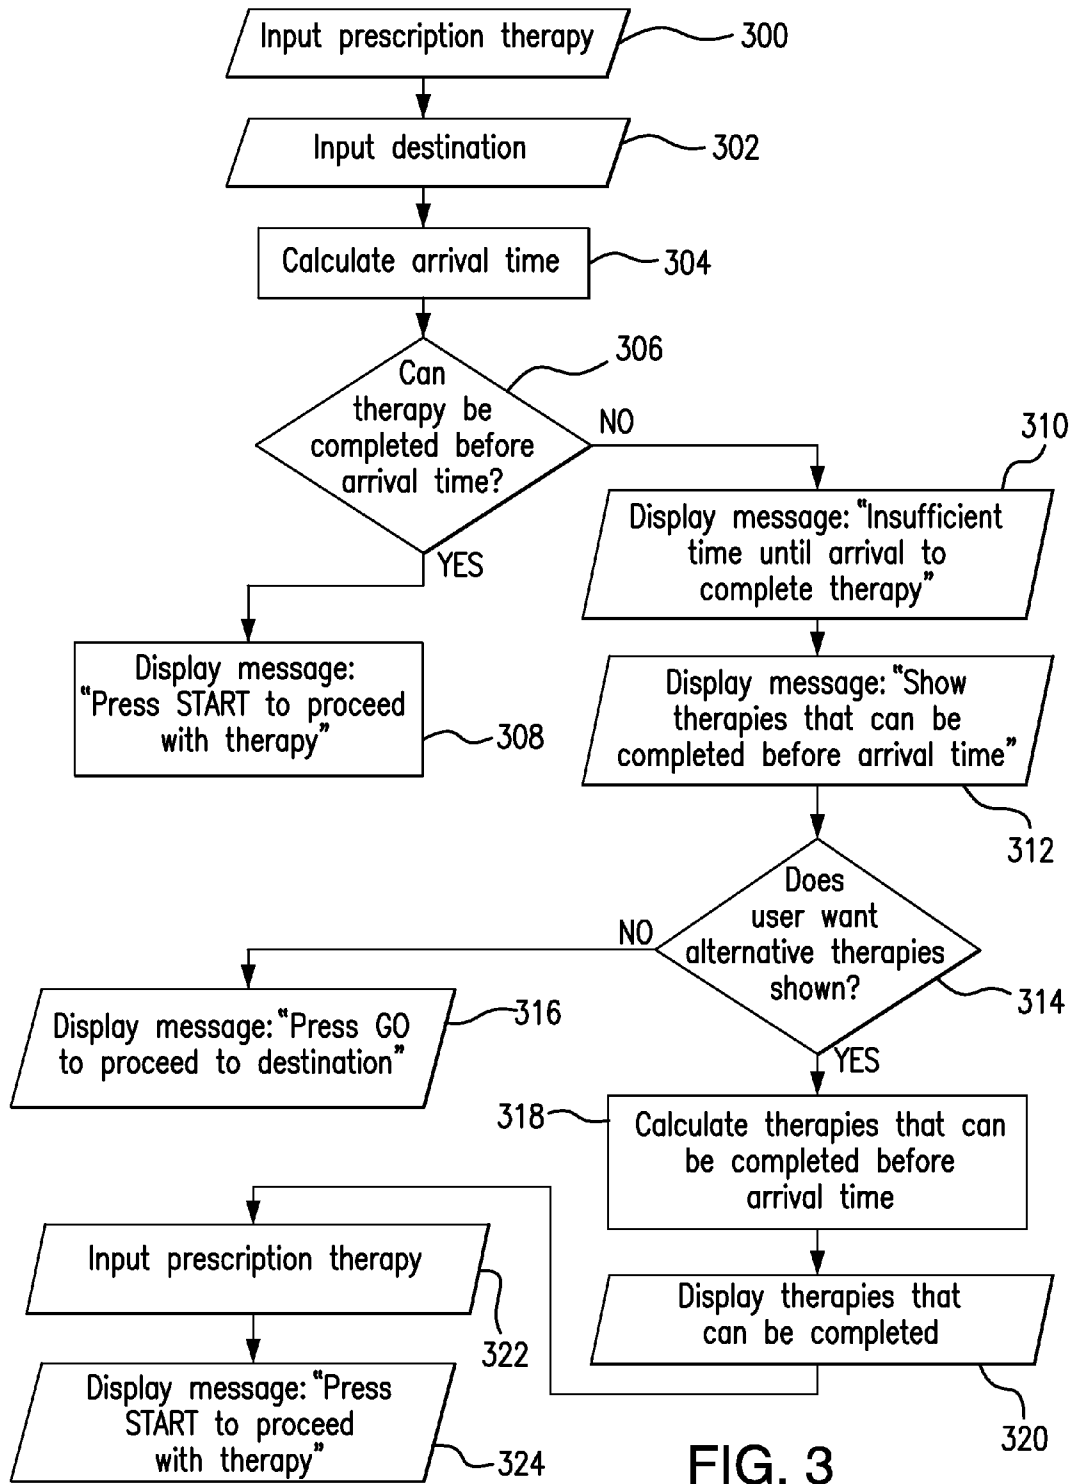 Input prescription therapy
300
Input destination
302
Calculate arrival time
304
306
Can
therapy be
completed before
arrival time?
NO
YES
310
Display message: "Insufficient
time until arrival to
complete therapy"
Display message:
"Press START to proceed
with therapy"
308
Display message: "Show
therapies that can be
completed before arrival time"
312
Does
user want
alternative therapies
shown?
314
NO
YES
Display message: "Press GO
to proceed to destination"
316
318
Calculate therapies that can
be completed before
arrival time
Display therapies that
can be completed
320
Input prescription therapy
322
Display message: "Press
START to proceed
with therapy"
324
FIG. 3